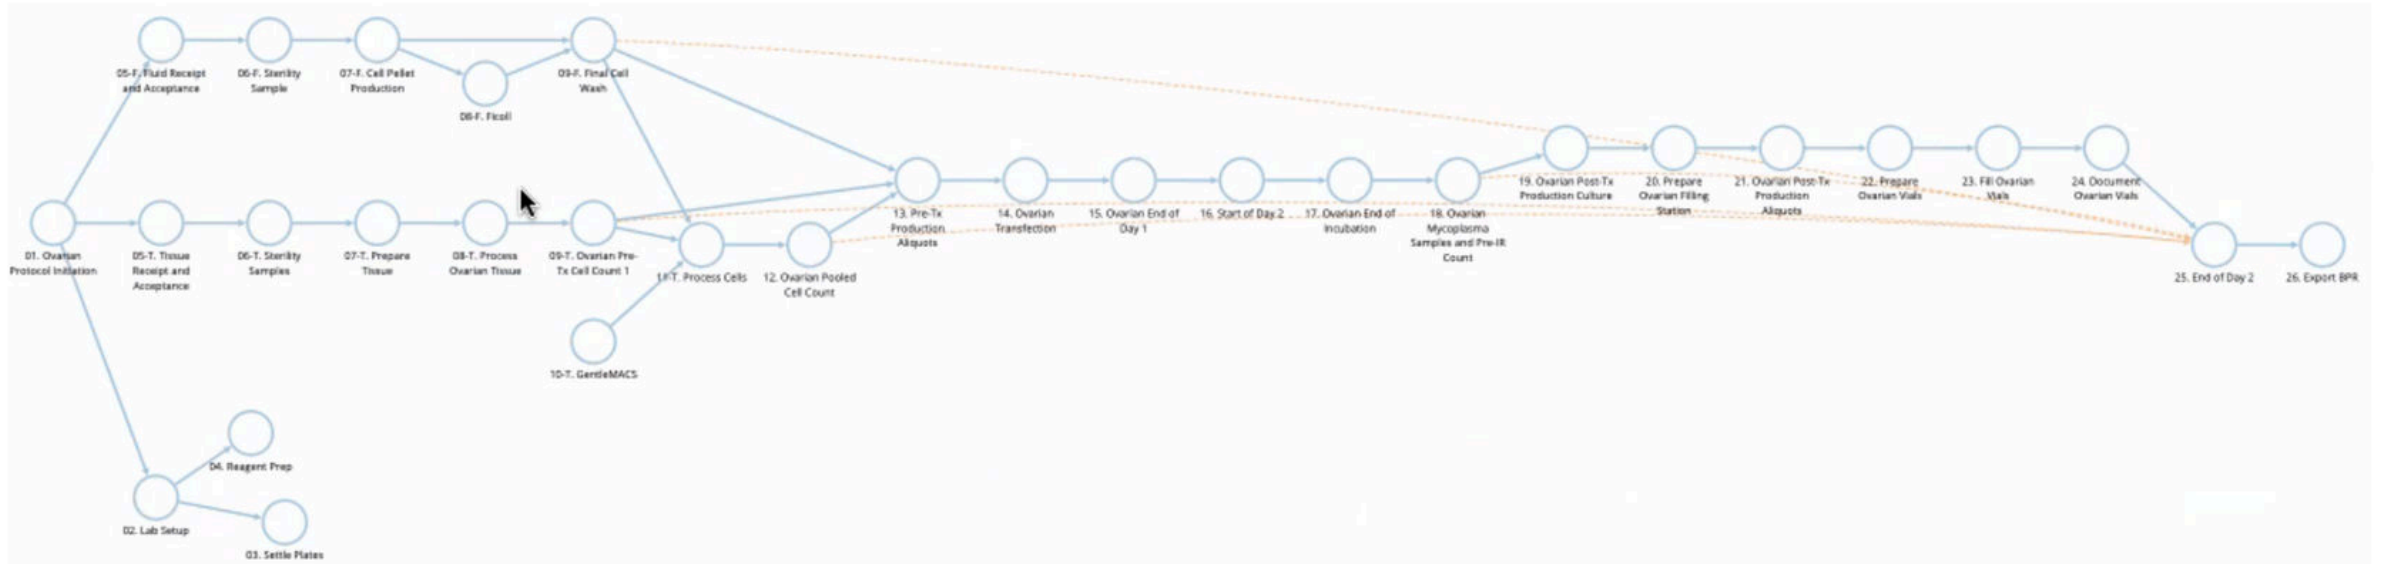 05-F. Fluid Receipt
and Acceptance
06-F. Sterility
Sample
07-F. Cell Pellet
Production
08-F. Ficoll
09-F. Final Cell
Wash
01. Ovarian
Protocol Initiation
05-T. Tissue
Receipt and
Acceptance
06-T. Sterility
Samples
07-T. Prepare
Tissue
08-T. Process
Ovarian Tissue
09-T. Ovarian Pre-
Tx Cell Count 1
10-T. GentleMACS
11-T. Process Cells
12. Ovarian Pooled
Cell Count
13. Pre-Tx
Production
Aliquots
14. Ovarian
Transfection
15. Ovarian End of
Day 1
16. Start of Day 2
17. Ovarian End of
Incubation
18. Ovarian
Mycoplasma
Samples and Pre-IR
Count
19. Ovarian Post-Tx
Production Culture
20. Prepare
Ovarian Filling
Station
21. Ovarian Post-Tx
Production
Aliquots
22. Prepare
Ovarian Vials
23. Fill Ovarian
Vials
24. Document
Ovarian Vials
25. End of Day 2
26. Export BPR
04. Reagent Prep
02. Lab Setup
03. Settle Plates